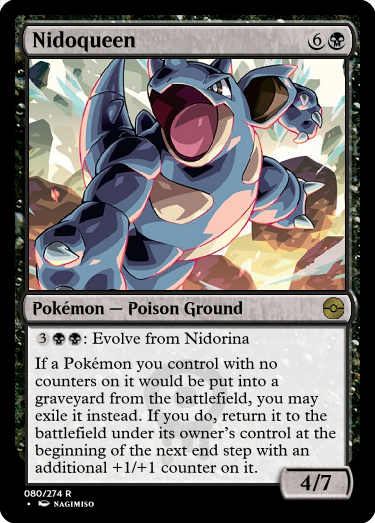 Nidoqueen 6
Pokémon — Poison Ground
3: Evolve from Nidorina
If a Pokémon you control with no
counters on it would be put into a
graveyard from the battlefield, you may
exile it instead. If you do, return it to the
battlefield under its owner's control at the
beginning of the next end step with an
additional +1/+1 counter on it.
4/7
080/274 R
• NAGIMISO